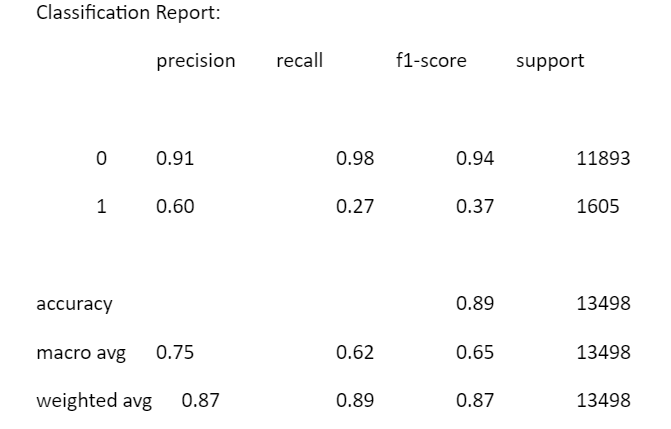 Classification Report:
precision recall f1-score support
0 0.91 0.98 0.94 11893
1 0.60 0.27 0.37 1605
accuracy 0.89 13498
macro avg 0.75 0.62 0.65 13498
weighted avg 0.87 0.89 0.87 13498